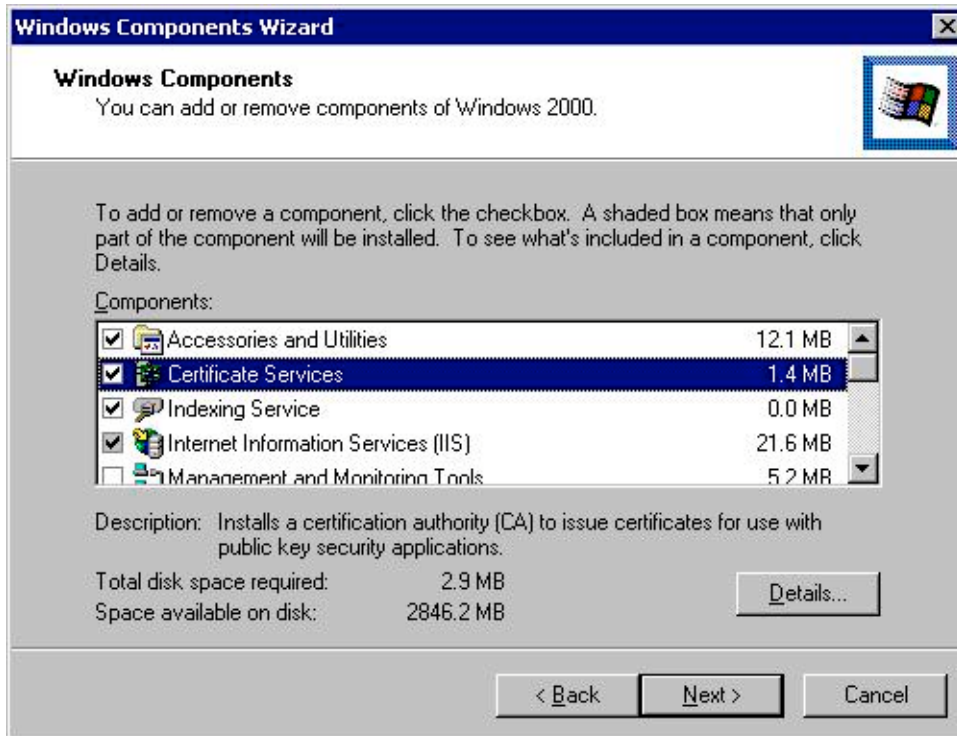 Windows Components Wizard
Windows Components
You can add or remove components of Windows 2000.
To add or remove a component, click the checkbox. A shaded box means that only
part of the component will be installed. To see what's included in a component, click
Details.
Components:
Accessories and Utilities 12.1 MB
Certificate Services 1.4 MB
Indexing Service 0.0 MB
Internet Information Services (IIS) 21.6 MB
Management and Monitoring Tools 5.2 MB
Description: Installs a certification authority (CA) to issue certificates for use with
public key security applications.
Total disk space required: 2.9 MB
Space available on disk: 2846.2 MB
Details...
< Back Next > Cancel